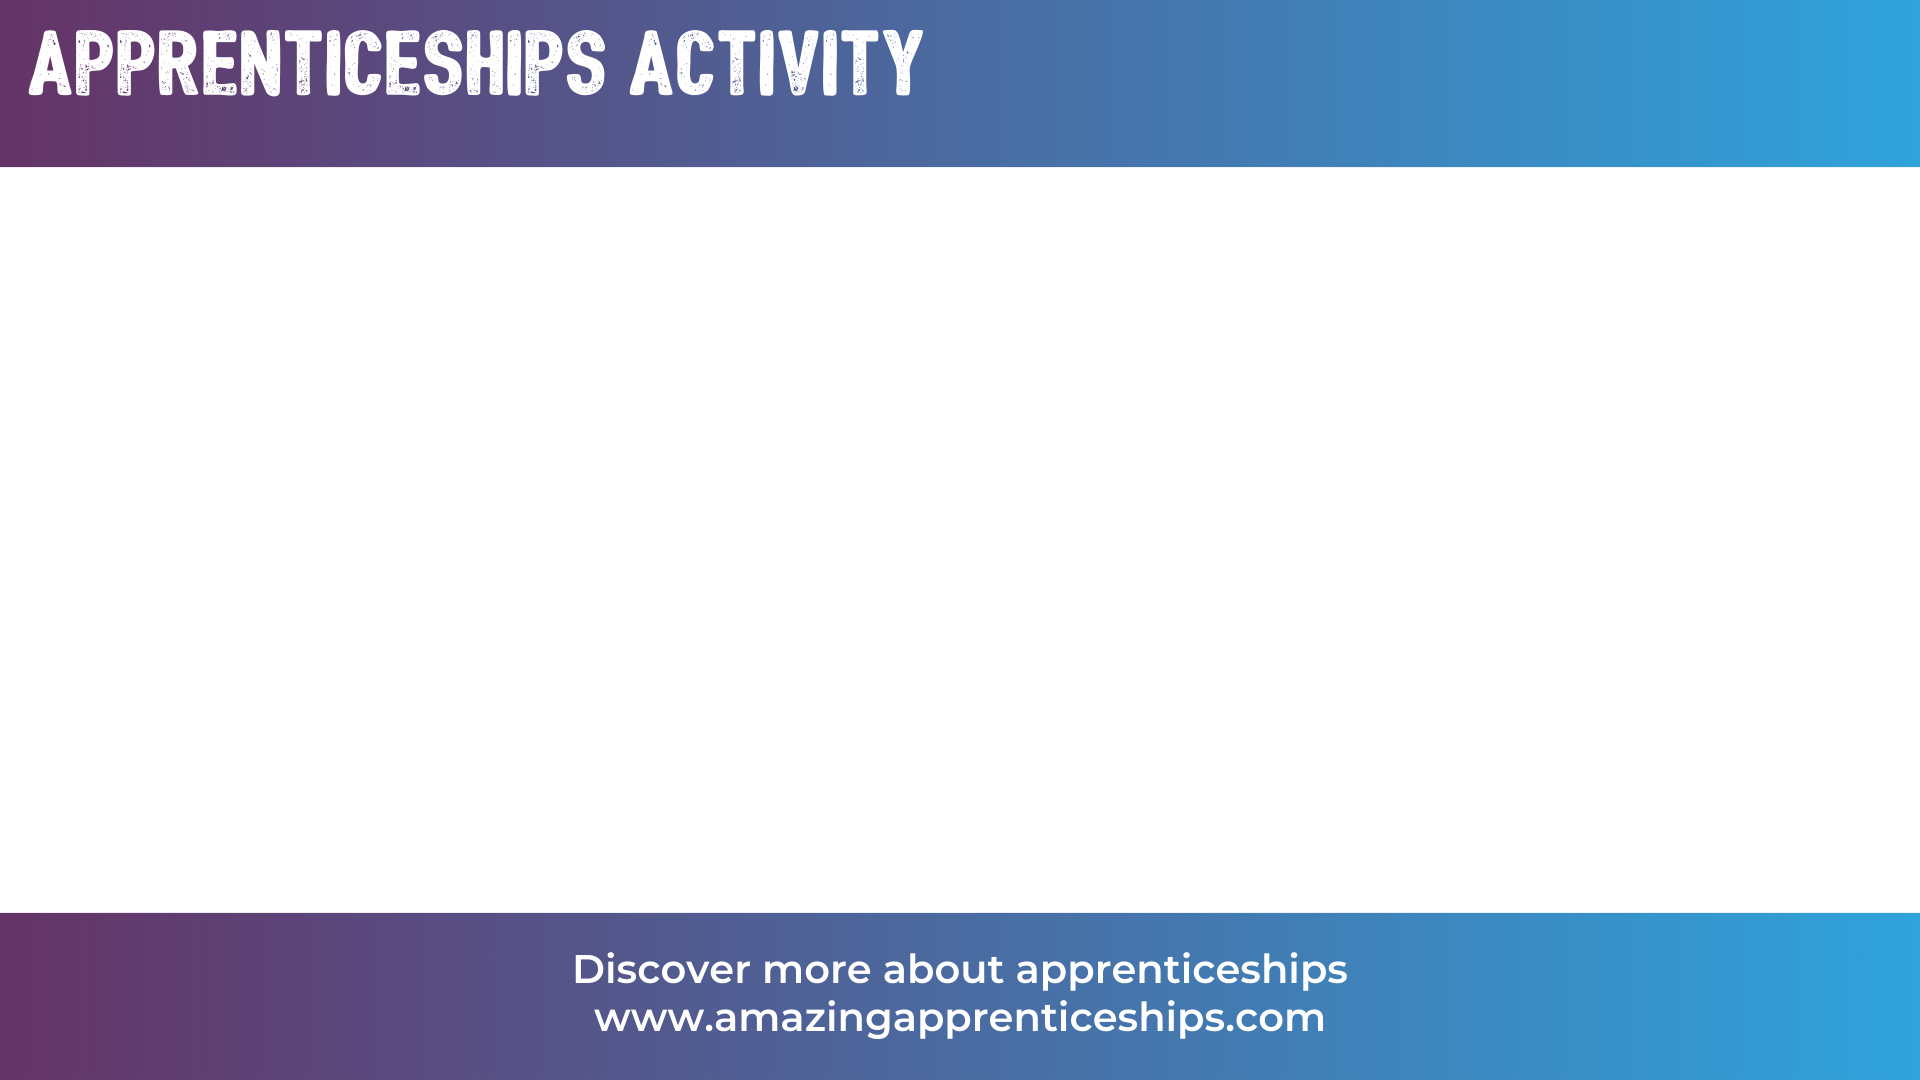 APPRENTICESHIPS ACTIVITY
Discover more about apprenticeships
www.amazingapprenticeships.com